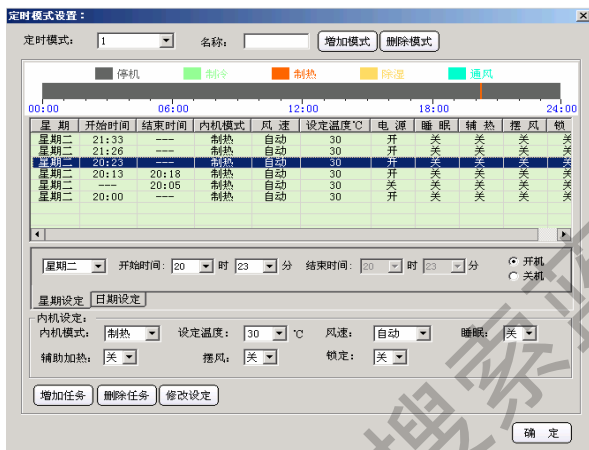 定时模式设置：
定时模式： 1 名称： 增加模式 删除模式
停机 制冷 制热 除湿 通风
00:00 06:00 12:00 18:00 24:00
星 期 开始时间 结束时间 内机模式 风 速 设定温度℃ 电 源 睡 眠 辅 热 摆 风 锁
星期二 21:33 --- 制热 自动 30 开 关 关 关 关
星期二 21:26 --- 制热 自动 30 开 关 关 关 关
星期二 20:23 --- 制热 自动 30 开 关 关 关 关
星期二 20:13 20:18 制热 自动 30 开 关 关 关 关
星期二 --- 20:05 制热 自动 30 关 关 关 关 关
星期二 20:00 --- 制热 自动 30 开 关 关 关 关
星期二 开始时间： 20 时 23 分 结束时间： 20 时 23 分 开机
关机
星期设定 日期设定
内机设定：
内机模式： 制热 设定温度： 30 ℃ 风速： 自动 睡眠： 关
辅助加热： 关 摆风： 关 锁定： 关
增加任务 删除任务 修改设定
确 定
搜索